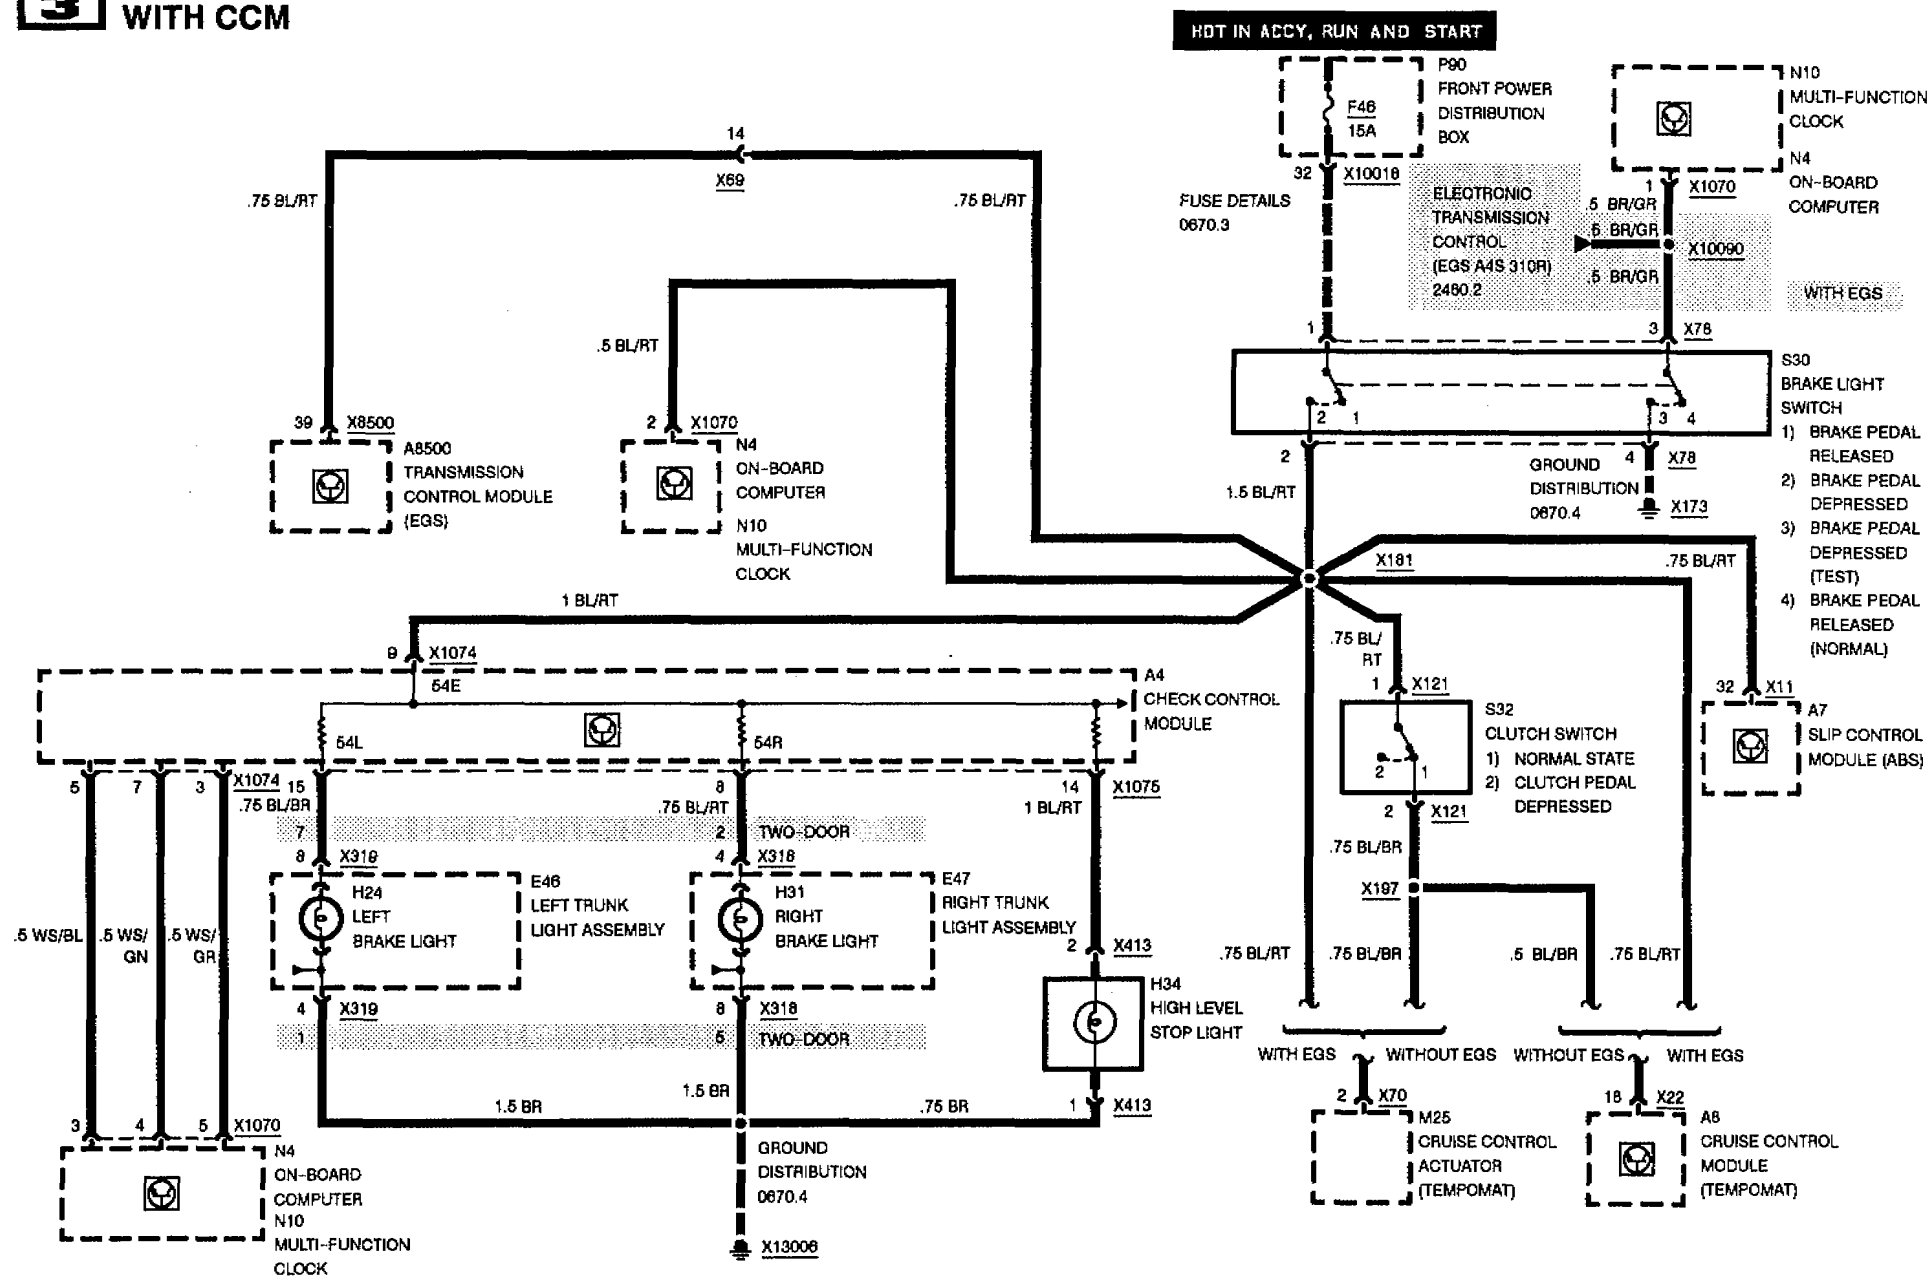 3
WITH CCM
HOT IN ACCY, RUN AND START
F46
15A
P90
FRONT POWER
DISTRIBUTION
BOX
N10
MULTI-FUNCTION
CLOCK
N4
ON-BOARD
COMPUTER
32
X10018
1
X1070
FUSE DETAILS
0670.3
ELECTRONIC
TRANSMISSION
CONTROL
(EGS A4S 310R)
2460.2
.5 BR/GR
5 BR/GR
X10090
.5 BR/GR
WITH EGS
14
X69
.75 BL/RT
.75 BL/RT
.5 BL/RT
1
3
X78
2
1
3
4
S30
BRAKE LIGHT
SWITCH
1) BRAKE PEDAL
RELEASED
2) BRAKE PEDAL
DEPRESSED
3) BRAKE PEDAL
DEPRESSED
(TEST)
4) BRAKE PEDAL
RELEASED
(NORMAL)
39
X8500
A8500
TRANSMISSION
CONTROL MODULE
(EGS)
2
X1070
N4
ON-BOARD
COMPUTER
N10
MULTI-FUNCTION
CLOCK
2
1.5 BL/RT
GROUND
DISTRIBUTION
0670.4
4
X78
X173
X181
.75 BL/RT
1 BL/RT
.75 BL/
RT
9
X1074
54E
A4
CHECK CONTROL
MODULE
54L
54R
1
X121
S32
CLUTCH SWITCH
1) NORMAL STATE
2) CLUTCH PEDAL
DEPRESSED
2
1
2
X121
32
X11
A7
SLIP CONTROL
MODULE (ABS)
5
7
3
X1074
15
8
14
X1075
.75 BL/BR
.75 BL/RT
1 BL/RT
7
2
TWO-DOOR
8
X319
4
X318
H24
LEFT
BRAKE LIGHT
E46
LEFT TRUNK
LIGHT ASSEMBLY
H31
RIGHT
BRAKE LIGHT
E47
RIGHT TRUNK
LIGHT ASSEMBLY
.75 BL/BR
X197
.5 WS/BL
.5 WS/
GN
.5 WS/
GR
2
X413
H34
HIGH LEVEL
STOP LIGHT
.75 BL/RT
.75 BL/BR
.5 BL/BR
.75 BL/RT
4
X319
8
X318
1
5
TWO-DOOR
WITH EGS
WITHOUT EGS
WITHOUT EGS
WITH EGS
1.5 BR
1.5 BR
.75 BR
1
X413
2
X70
M25
CRUISE CONTROL
ACTUATOR
(TEMPOMAT)
18
X22
A8
CRUISE CONTROL
MODULE
(TEMPOMAT)
3
4
5
X1070
N4
ON-BOARD
COMPUTER
N10
MULTI-FUNCTION
CLOCK
GROUND
DISTRIBUTION
0670.4
X13006